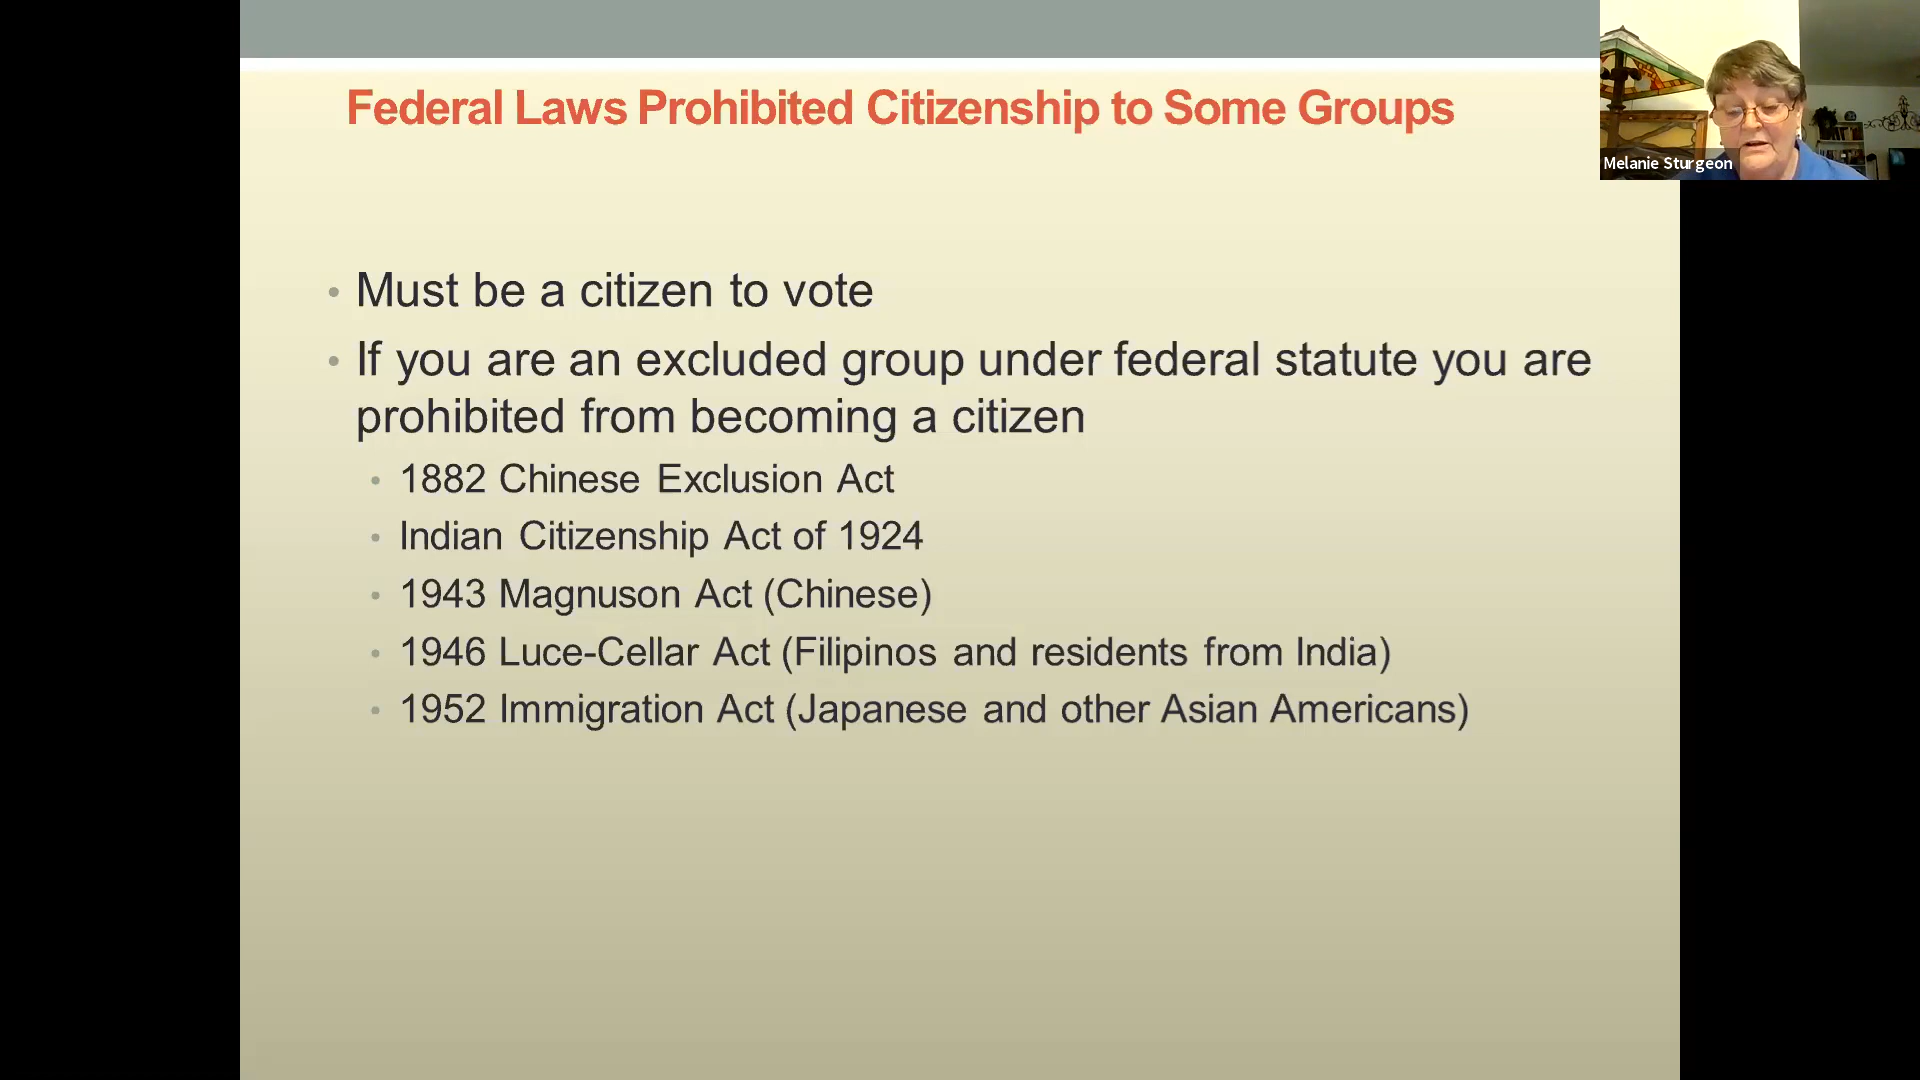 Federal Laws Prohibited Citizenship to Some Groups
Melanie Sturgeon
• Must be a citizen to vote
• If you are an excluded group under federal statute you are
prohibited from becoming a citizen
• 1882 Chinese Exclusion Act
• Indian Citizenship Act of 1924
• 1943 Magnuson Act (Chinese)
• 1946 Luce-Cellar Act (Filipinos and residents from India)
• 1952 Immigration Act (Japanese and other Asian Americans)